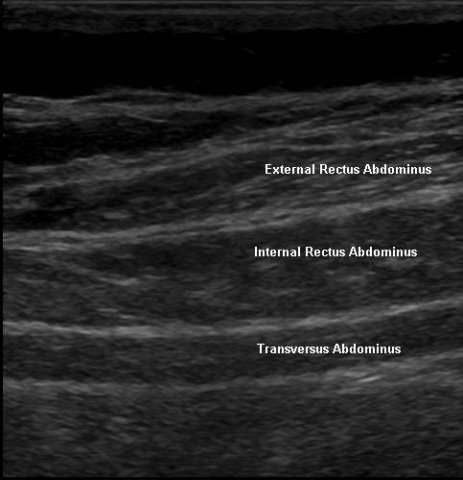 External Rectus Abdominus
Internal Rectus Abdominus
Transversus Abdominus